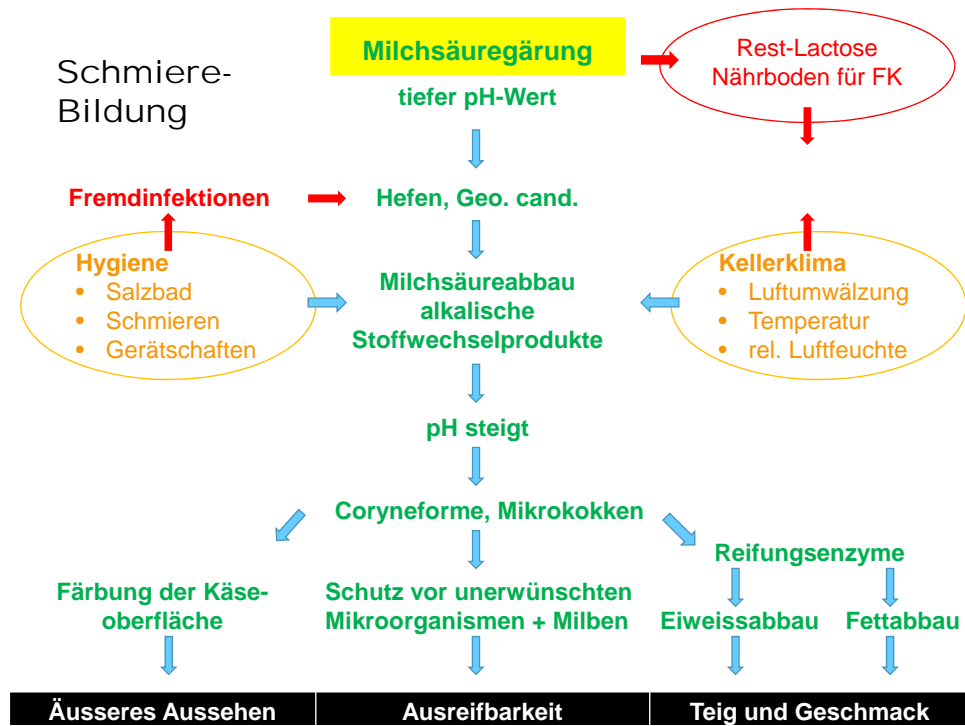 Schmiere-
Bildung
Milchsäuregärung
tiefer pH-Wert
Rest-Lactose
Nährboden für FK
Fremdinfektionen
Hefen, Geo. cand.
Hygiene
• Salzbad
• Schmieren
• Gerätschaften
Milchsäureabbau
alkalische
Stoffwechselprodukte
Kellerklima
• Luftumwälzung
• Temperatur
• rel. Luftfeuchte
pH steigt
Coryneforme, Mikrokokken
Färbung der Käse-
oberfläche
Schutz vor unerwünschten
Mikroorganismen + Milben
Reifungsenzyme
Eiweissabbau
Fettabbau
Äusseres Aussehen
Ausreifbarkeit
Teig und Geschmack